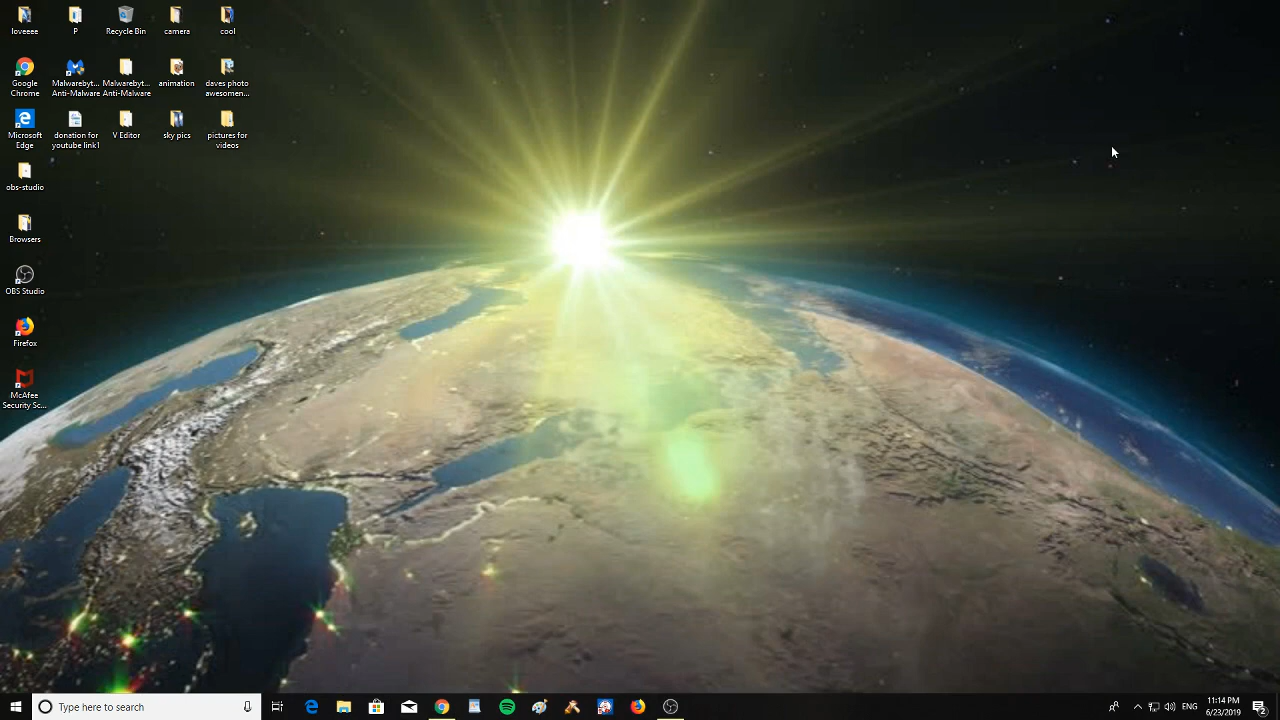 loveeee
P
Recycle Bin
camera
cool
Google
Chrome
Malwarebyt...
Anti-Malware
Malwarebyt...
Anti-Malware
animation
daves photo
awesomen...
Microsoft
Edge
donation for
youtube link1
V Editor
sky pics
pictures for
videos
obs-studio
Browsers
OBS Studio
Firefox
McAfee
Security Sc...
Type here to search
ENG
11:14 PM
6/23/2019
2